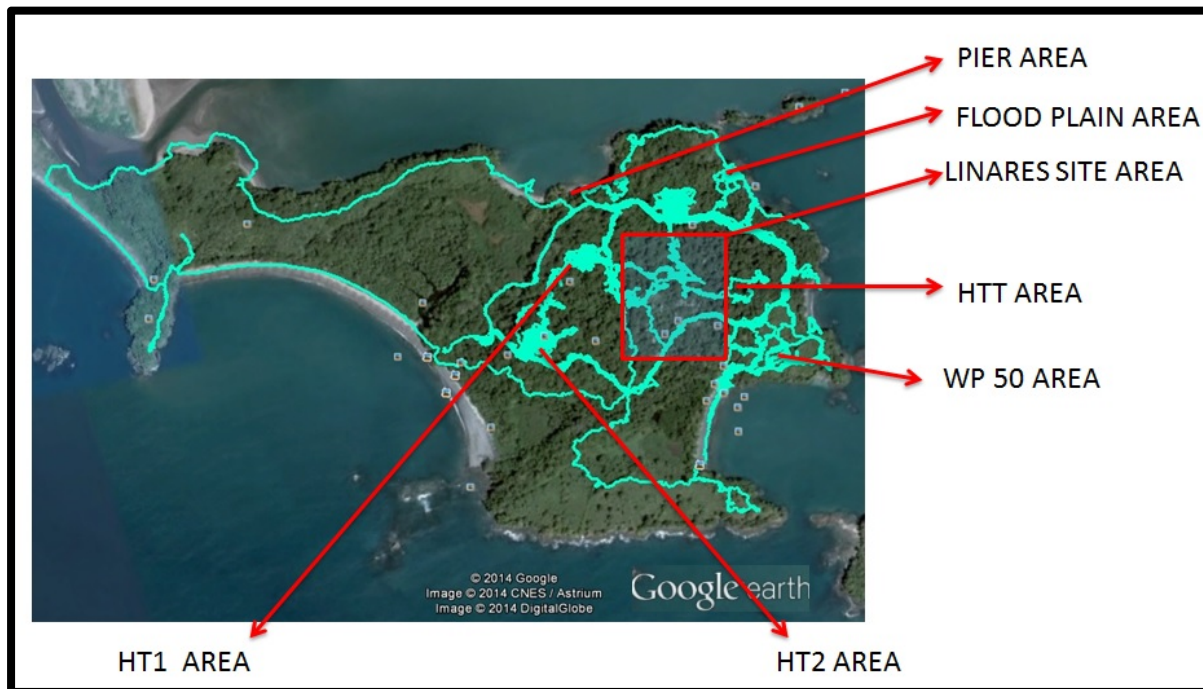 PIER AREA
FLOOD PLAIN AREA
LINARES SITE AREA
HTT AREA
WP 50 AREA
© 2014 Google
Image © 2014 CNES / Astrium
Image © 2014 DigitalGlobe
Google earth
HT1 AREA
HT2 AREA